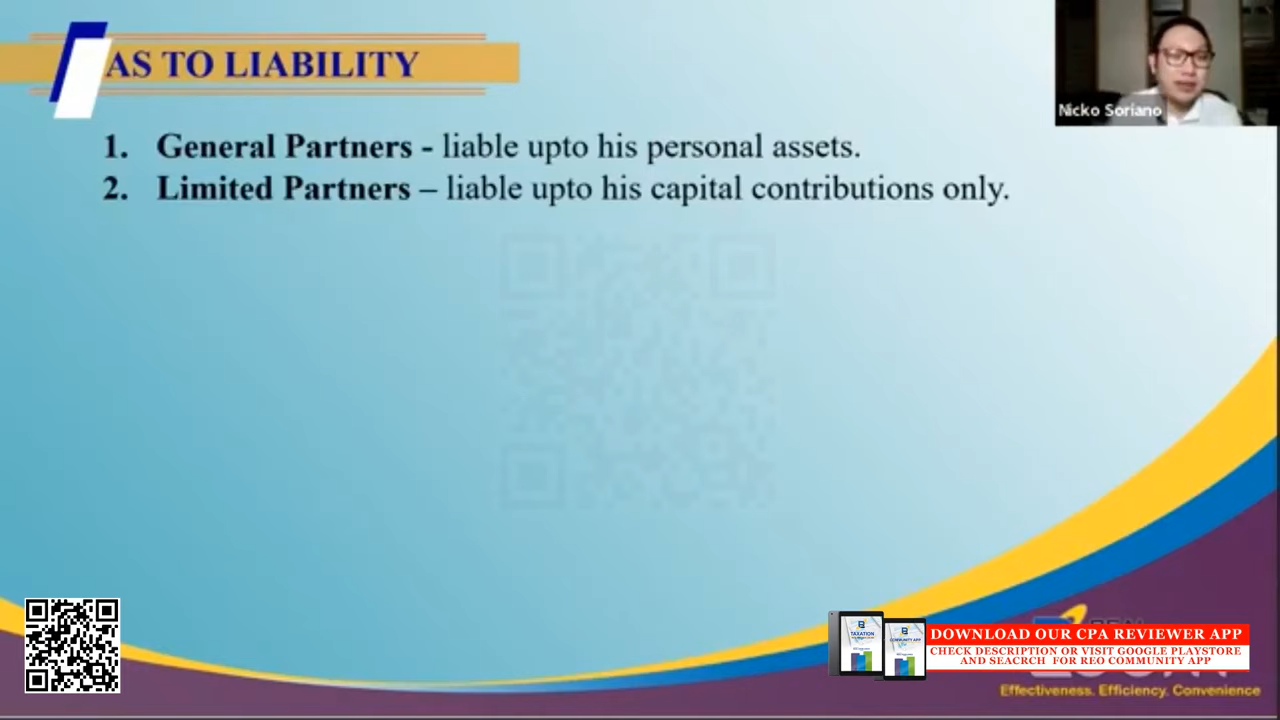 AS TO LIABILITY
Nicko Soriano
1. General Partners - liable upto his personal assets.
2. Limited Partners – liable upto his capital contributions only.
TAXATION
COMMUNITY APP
DOWNLOAD OUR CPA REVIEWER APP
CHECK DESCRIPTION OR VISIT GOOGLE PLAYSTORE
AND SEACRCH FOR REO COMMUNITY APP
Effectiveness. Efficiency. Convenience